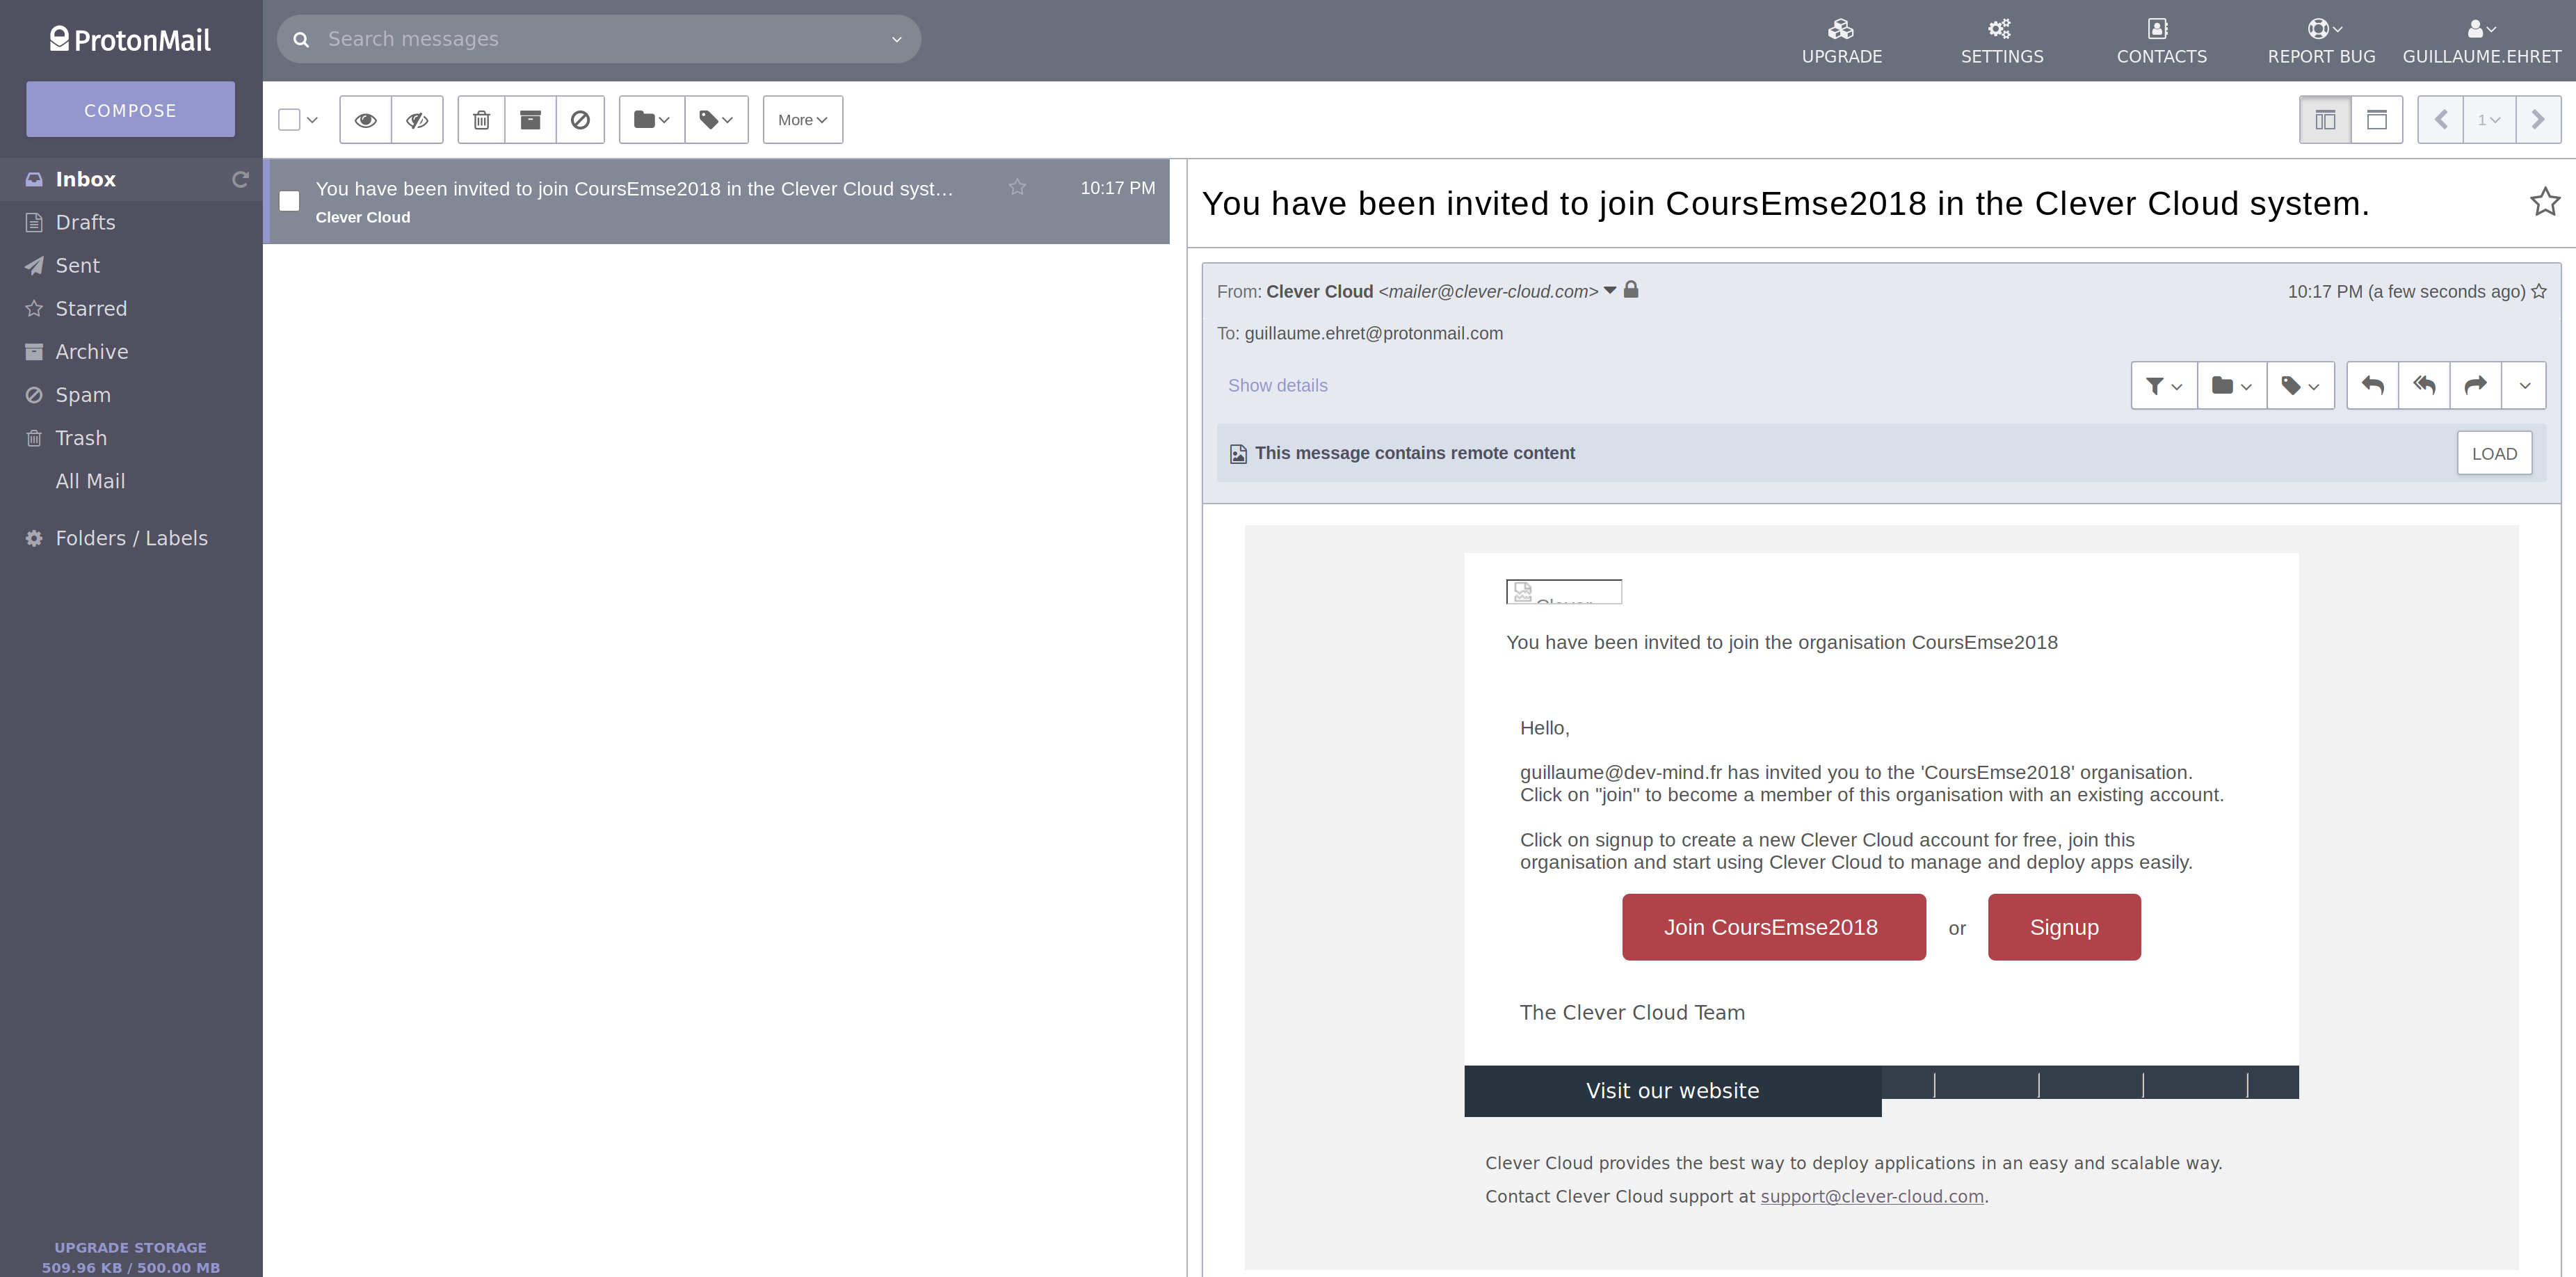 ProtonMail
Search messages
UPGRADE
SETTINGS
CONTACTS
REPORT BUG
GUILLAUME.EHRET
COMPOSE
More
1
Inbox
Drafts
Sent
Starred
Archive
Spam
Trash
All Mail
Folders / Labels
UPGRADE STORAGE
509.96 KB / 500.00 MB
You have been invited to join CoursEmse2018 in the Clever Cloud syst…
10:17 PM
Clever Cloud
You have been invited to join CoursEmse2018 in the Clever Cloud system.
From: Clever Cloud <mailer@clever-cloud.com>
10:17 PM (a few seconds ago)
To: guillaume.ehret@protonmail.com
Show details
This message contains remote content
LOAD
You have been invited to join the organisation CoursEmse2018
Hello,
guillaume@dev-mind.fr has invited you to the 'CoursEmse2018' organisation.
Click on "join" to become a member of this organisation with an existing account.
Click on signup to create a new Clever Cloud account for free, join this
organisation and start using Clever Cloud to manage and deploy apps easily.
Join CoursEmse2018
or
Signup
The Clever Cloud Team
Visit our website
Clever Cloud provides the best way to deploy applications in an easy and scalable way.
Contact Clever Cloud support at support@clever-cloud.com.